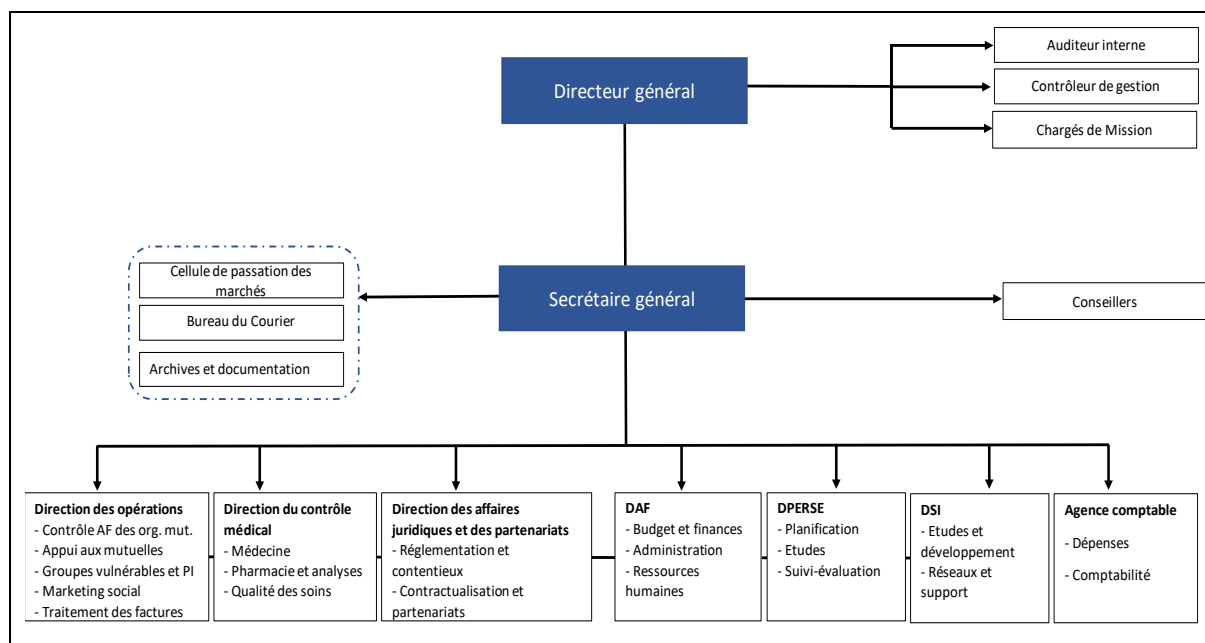 Auditeur interne
Directeur général
Contrôleur de gestion
Chargés de Mission
Cellule de passation des
marchés
Secrétaire général
Conseillers
Bureau du Courier
Archives et documentation
Direction des opérations
- Contrôle AF des org. mut.
- Appui aux mutuelles
- Groupes vulnérables et PI
- Marketing social
- Traitement des factures
Direction du contrôle
médical
- Médecine
- Pharmacie et analyses
- Qualité des soins
Direction des affaires
juridiques et des partenariats
- Réglementation et
contentieux
- Contractualisation et
partenariats
DAF
- Budget et finances
- Administration
- Ressources
humaines
DPERSE
- Planification
- Etudes
- Suivi-évaluation
DSI
- Etudes et
développement
- Réseaux et
support
Agence comptable
- Dépenses
- Comptabilité